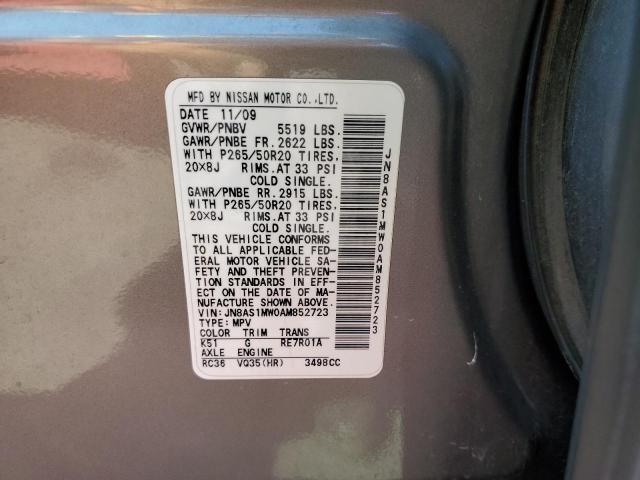 MFD BY NISSAN MOTOR CO.,LTD.
DATE 11/09
GVWR/PNBV 5519 LBS.
GAWR/PNBE FR. 2622 LBS.
WITH P265/50R20 TIRES,
20×8J RIMS.AT 33 PSI
COLD SINGLE.
GAWR/PNBE RR. 2915 LBS.
WITH P265/50R20 TIRES,
20×8J RIMS.AT 33 PSI
COLD SINGLE.
THIS VEHICLE CONFORMS
TO ALL APPLICABLE FED-
ERAL MOTOR VEHICLE SA-
FETY AND THEFT PREVEN-
TION STANDARDS IN EFF-
ECT ON THE DATE OF MA-
NUFACTURE SHOWN ABOVE.
VIN: JN8AS1MW0AM852723
TYPE: MPV
COLOR TRIM TRANS
K51 G RE7R01A
AXLE ENGINE
RC36 VQ35(HR) 3498CC
JN8AS1MW0AM852723